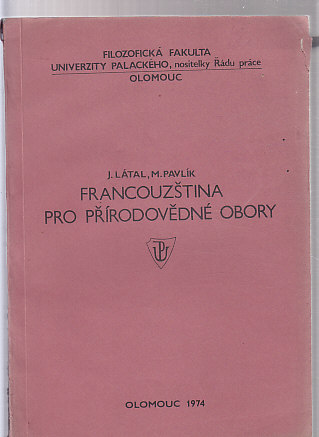 FILOZOFICKÁ FAKULTA
UNIVERZITY PALACKÉHO, nositelky Řádu práce
OLOMOUC
J. LÁTAL, M. PAVLÍK
FRANCOUZŠTINA
PRO PŘÍRODOVĚDNÉ OBORY
UP
OLOMOUC 1974